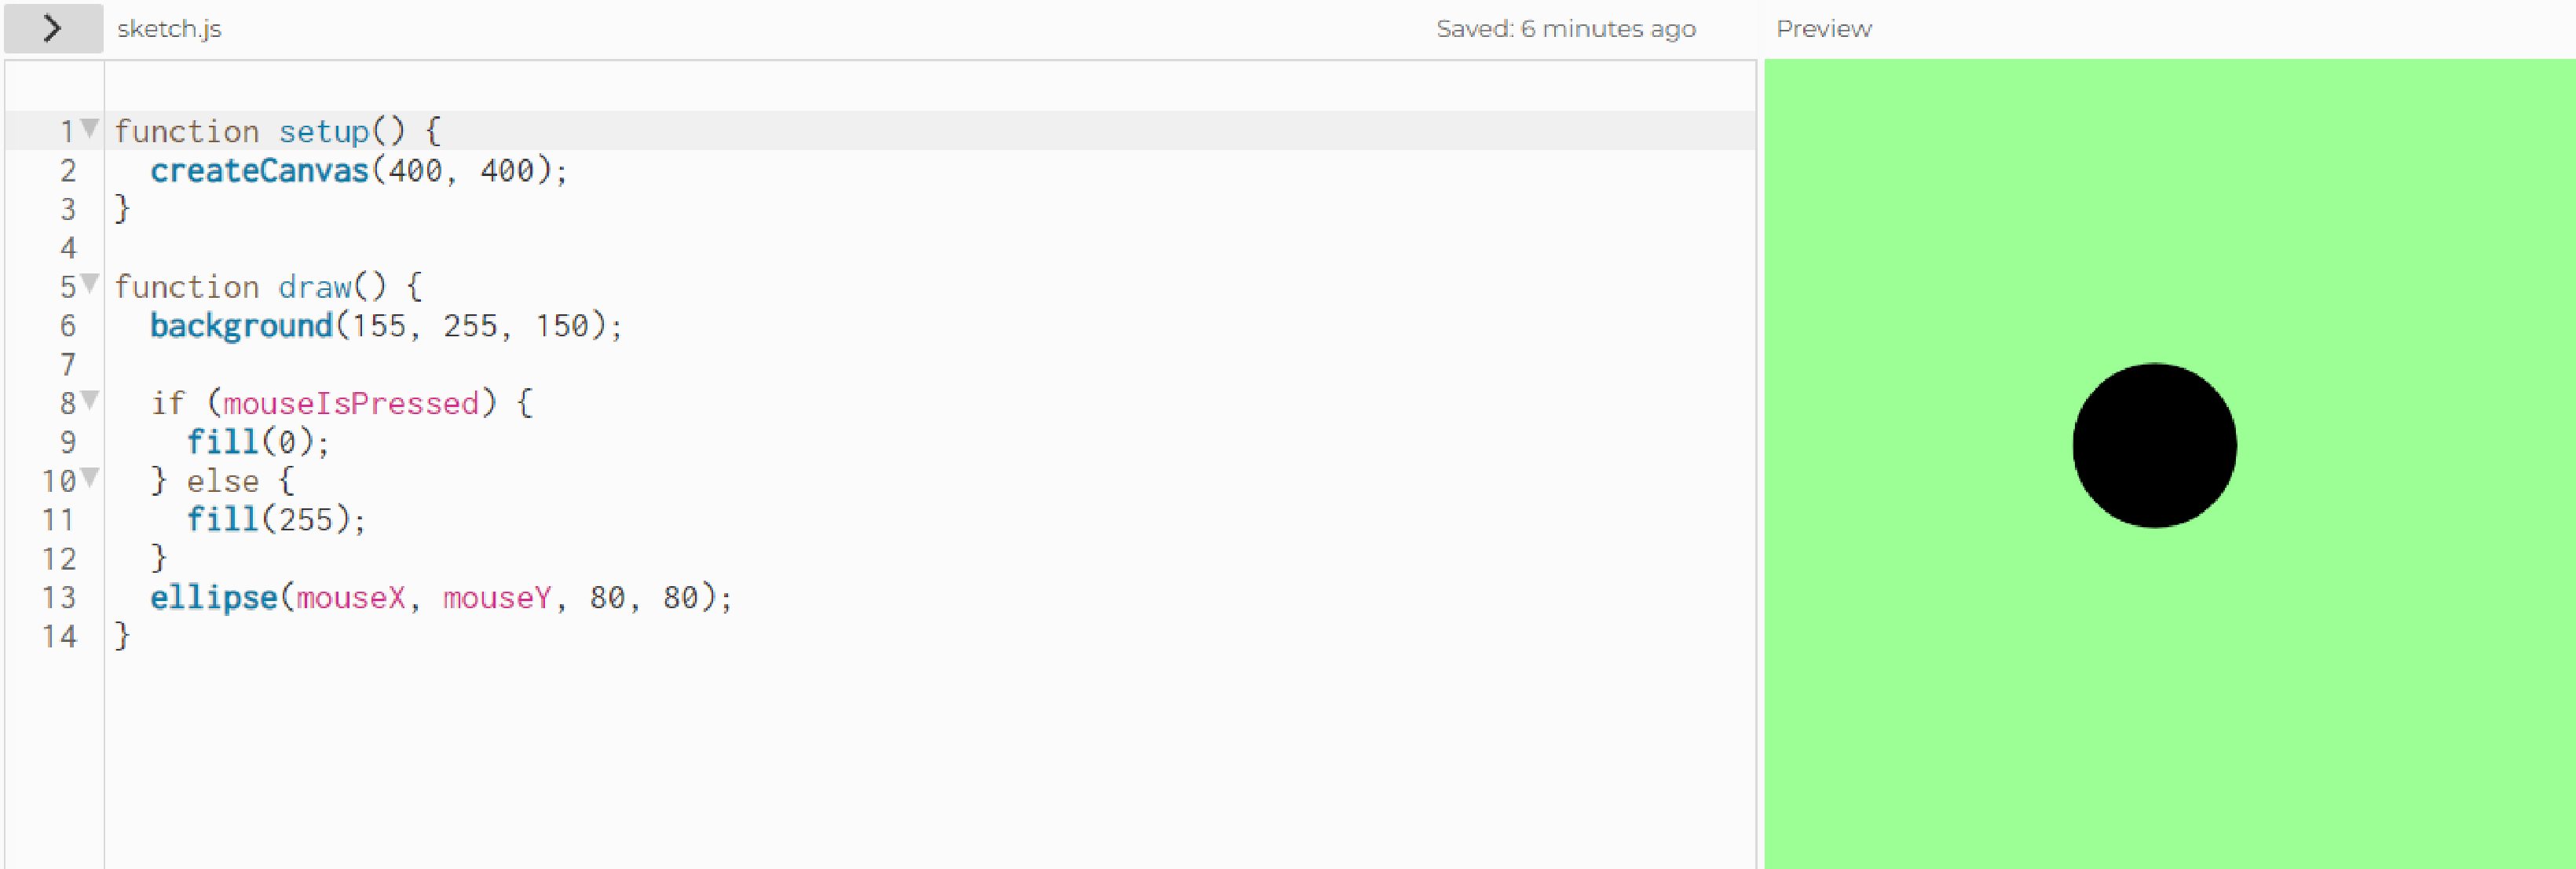 sketch.js
Saved: 6 minutes ago
Preview
1 function setup() {
2   createCanvas(400, 400);
3 }
4
5 function draw() {
6   background(155, 255, 150);
7
8   if (mouseIsPressed) {
9     fill(0);
10   } else {
11     fill(255);
12   }
13   ellipse(mouseX, mouseY, 80, 80);
14 }